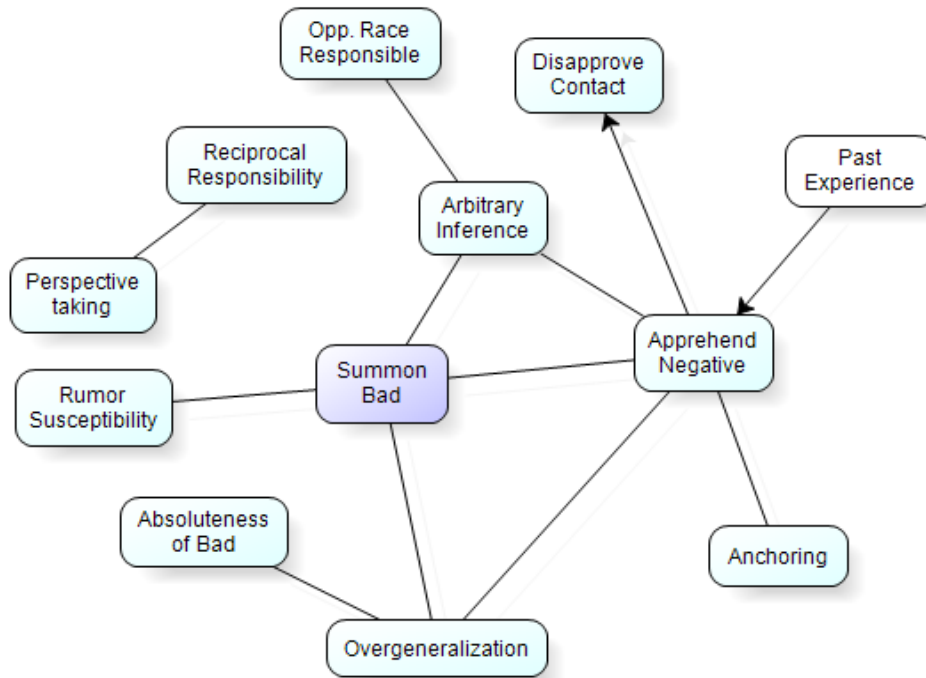 Opp. Race
Responsible
Disapprove
Contact
Reciprocal
Responsibility
Past
Experience
Arbitrary
Inference
Perspective
taking
Apprehend
Negative
Summon
Bad
Rumor
Susceptibility
Absoluteness
of Bad
Anchoring
Overgeneralization